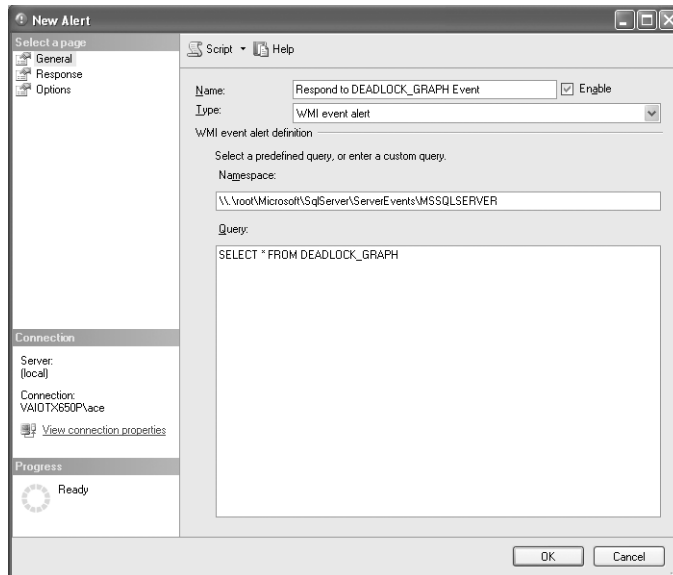 New Alert
Select a page
General
Response
Options
Script
Help
Name:
Respond to DEADLOCK_GRAPH Event
Enable
Type:
WMI event alert
WMI event alert definition
Select a predefined query, or enter a custom query.
Namespace:
\\.\root\Microsoft\SqlServer\ServerEvents\MSSQLSERVER
Query:
SELECT * FROM DEADLOCK_GRAPH
Connection
Server:
(local)
Connection:
VAIOTX650P\ace
View connection properties
Progress
Ready
OK
Cancel